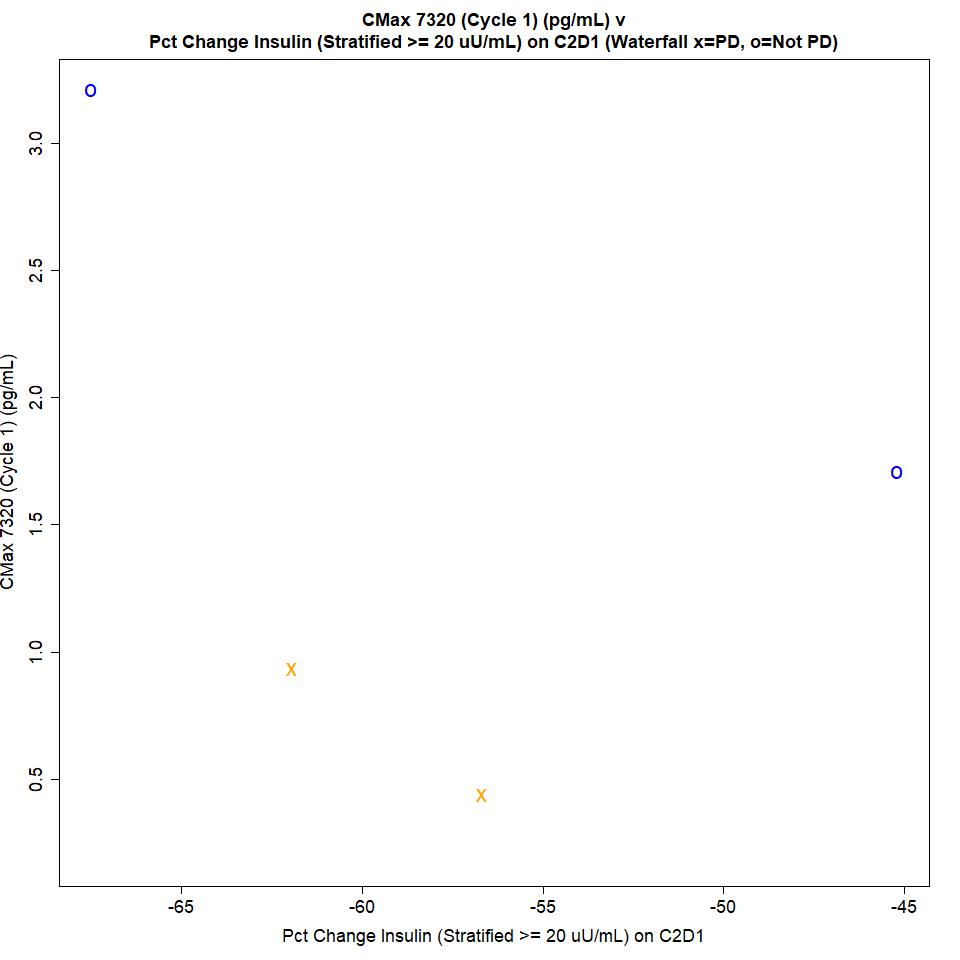 CMax 7320 (Cycle 1) (pg/mL) v
Pct Change Insulin (Stratified >= 20 uU/mL) on C2D1 (Waterfall x=PD, o=Not PD)
CMax 7320 (Cycle 1) (pg/mL)
3.0
2.5
2.0
1.5
1.0
0.5
o
o
x
x
-65
-60
-55
-50
-45
Pct Change Insulin (Stratified >= 20 uU/mL) on C2D1